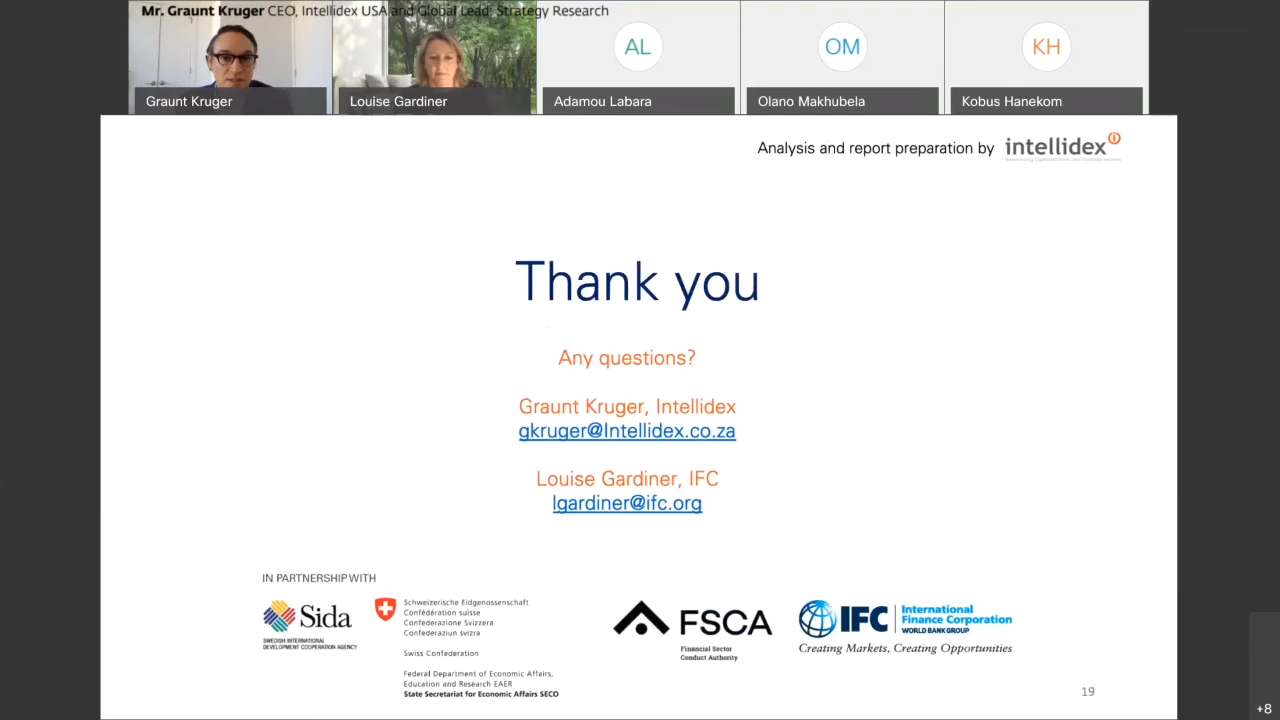 Mr. Graunt Kruger CEO, Intellidex USA and Global Lead: Strategy Research
AL
OM
KH
Graunt Kruger
Louise Gardiner
Adamou Labara
Olano Makhubela
Kobus Hanekom
Analysis and report preparation by intellidex
Thank you
Any questions?
Graunt Kruger, Intellidex
gkruger@Intellidex.co.za
Louise Gardiner, IFC
lgardiner@ifc.org
IN PARTNERSHIP WITH
Sida
SWEDISH INTERNATIONAL
DEVELOPMENT COOPERATION AGENCY
Schweizerische Eidgenossenschaft
Confédération suisse
Confederazione Svizzera
Confederaziun svizra
Swiss Confederation
Federal Department of Economic Affairs,
Education and Research EAER
State Secretariat for Economic Affairs SECO
FSCA
Financial Sector
Conduct Authority
IFC
International
Finance Corporation
WORLD BANK GROUP
Creating Markets, Creating Opportunities
19
+8